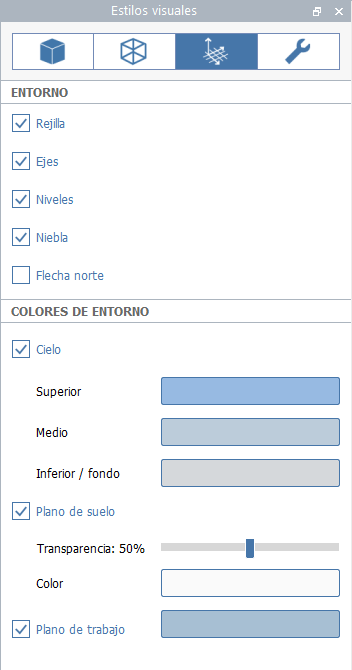 Estilos visuales
ENTORNO
Rejilla
Ejes
Niveles
Niebla
Flecha norte
COLORES DE ENTORNO
Cielo
Superior
Medio
Inferior / fondo
Plano de suelo
Transparencia: 50%
Color
Plano de trabajo